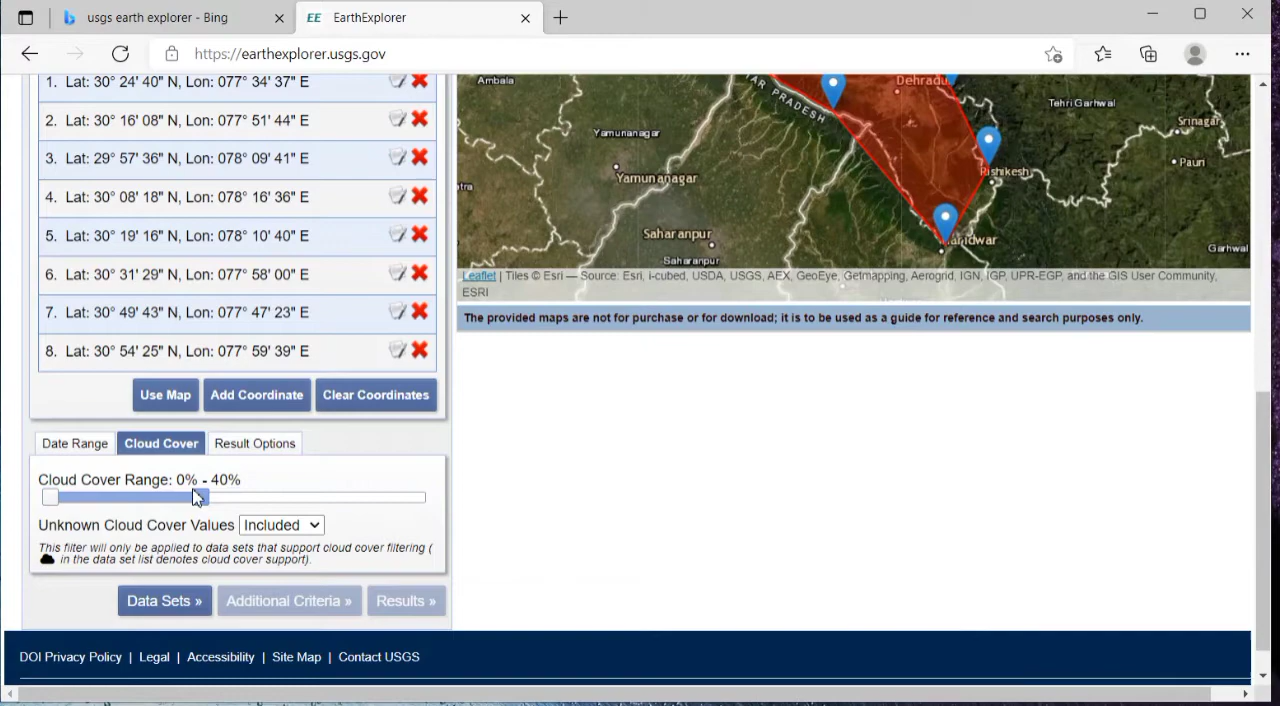 usgs earth explorer - Bing
EE EarthExplorer
https://earthexplorer.usgs.gov
1. Lat: 30° 24' 40" N, Lon: 077° 34' 37" E
2. Lat: 30° 16' 08" N, Lon: 077° 51' 44" E
3. Lat: 29° 57' 36" N, Lon: 078° 09' 41" E
4. Lat: 30° 08' 18" N, Lon: 078° 16' 36" E
5. Lat: 30° 19' 16" N, Lon: 078° 10' 40" E
6. Lat: 30° 31' 29" N, Lon: 077° 58' 00" E
7. Lat: 30° 49' 43" N, Lon: 077° 47' 23" E
8. Lat: 30° 54' 25" N, Lon: 077° 59' 39" E
Use Map Add Coordinate Clear Coordinates
Date Range Cloud Cover Result Options
Cloud Cover Range: 0% - 40%
Unknown Cloud Cover Values Included
This filter will only be applied to data sets that support cloud cover filtering (
in the data set list denotes cloud cover support).
Data Sets » Additional Criteria » Results »
Ambala
PRADESH
Dehradu
Tehri Garhwal
Srinagar
Yamunanagar
Pauri
Yamunanagar
Rishikesh
Saharanpur
Saharanpur
Garhwal
Leaflet | Tiles © Esri — Source: Esri, i-cubed, USDA, USGS, AEX, GeoEye, Getmapping, Aerogrid, IGN, IGP, UPR-EGP, and the GIS User Community,
ESRI
The provided maps are not for purchase or for download; it is to be used as a guide for reference and search purposes only.
DOI Privacy Policy | Legal | Accessibility | Site Map | Contact USGS